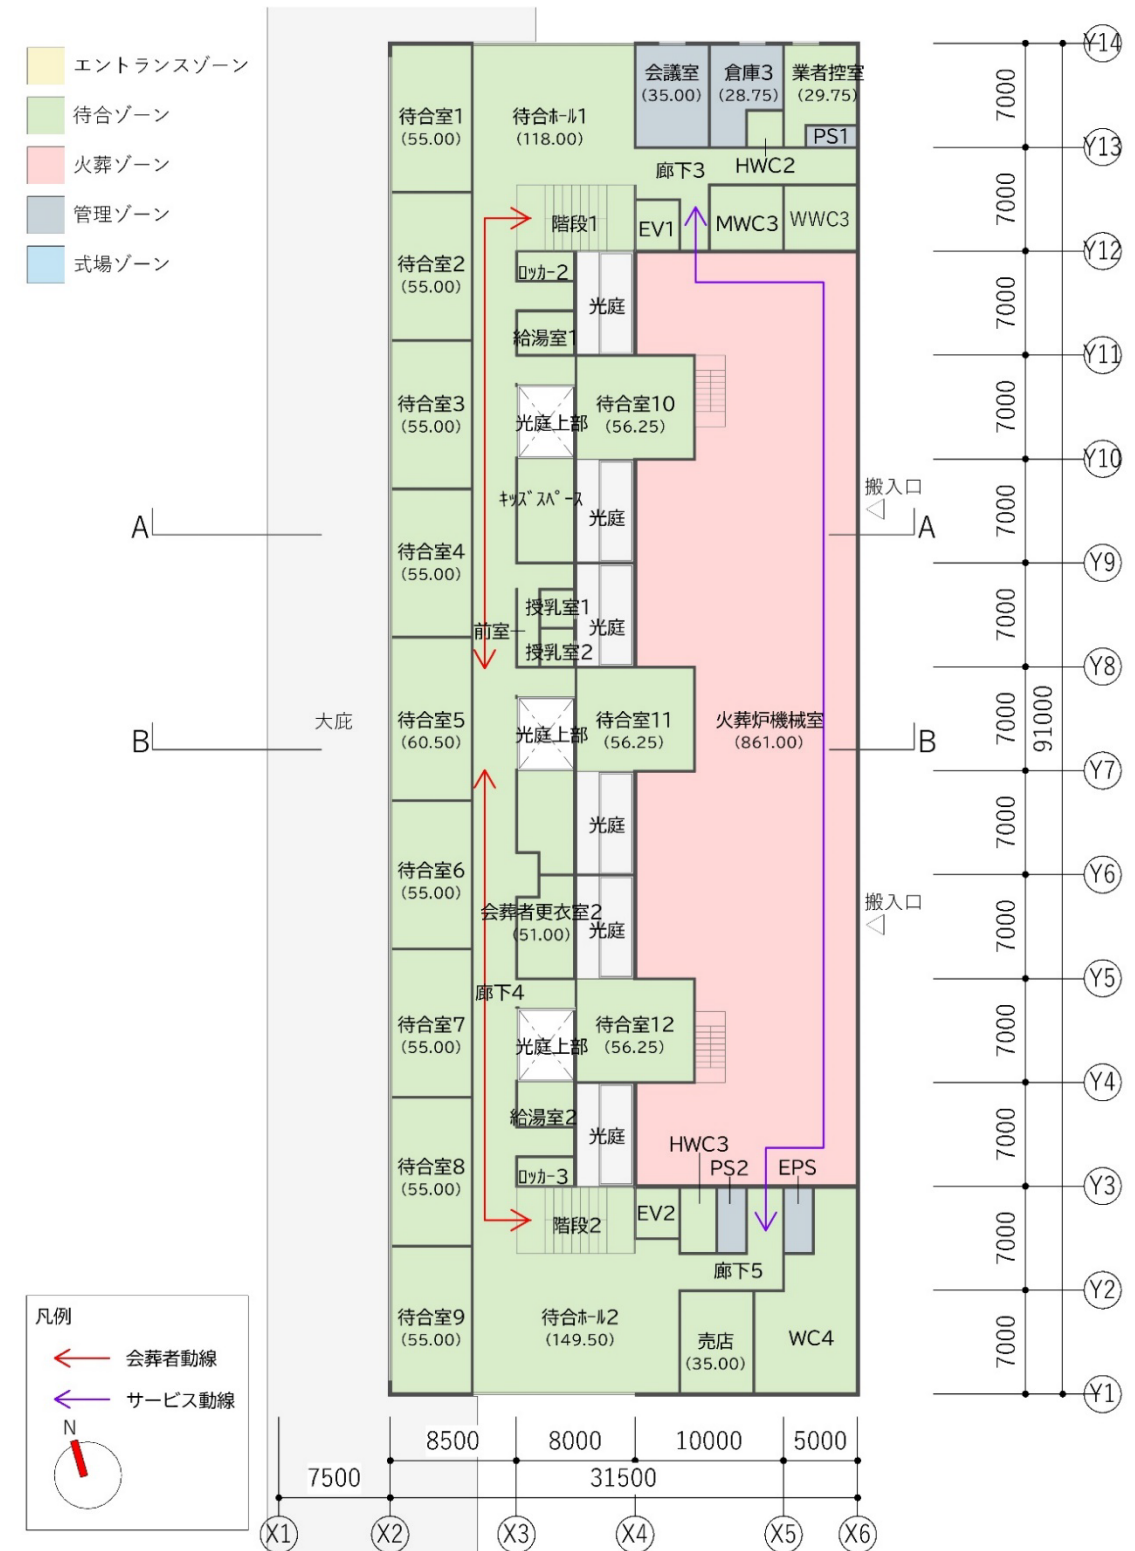 エントランスゾーン
待合ゾーン
火葬ゾーン
管理ゾーン
式場ゾーン
待合室1
(55.00)
待合ホール1
(118.00)
会議室
(35.00)
倉庫3
(28.75)
業者控室
(29.75)
PS1
HWC2
廊下3
階段1
EV1
MWC3
WWC3
待合室2
(55.00)
ロッカー2
光庭
給湯室1
待合室3
(55.00)
光庭上部
待合室10
(56.25)
キッズスペース
光庭
搬入口
A
A
待合室4
(55.00)
授乳室1
前室
授乳室2
光庭
大庇
待合室5
(60.50)
光庭上部
待合室11
(56.25)
火葬炉機械室
(861.00)
B
B
光庭
待合室6
(55.00)
会葬者更衣室2
(51.00)
光庭
搬入口
廊下4
待合室7
(55.00)
光庭上部
待合室12
(56.25)
給湯室2
光庭
HWC3
PS2
EPS
待合室8
(55.00)
ロッカー3
階段2
EV2
廊下5
待合室9
(55.00)
待合ホール2
(149.50)
売店
(35.00)
WC4
Y14
7000
Y13
7000
Y12
7000
Y11
7000
Y10
7000
Y9
7000
Y8
7000
91000
Y7
7000
Y6
7000
Y5
7000
Y4
7000
Y3
7000
Y2
7000
Y1
凡例
会葬者動線
サービス動線
N
8500
8000
10000
5000
7500
31500
X1
X2
X3
X4
X5
X6